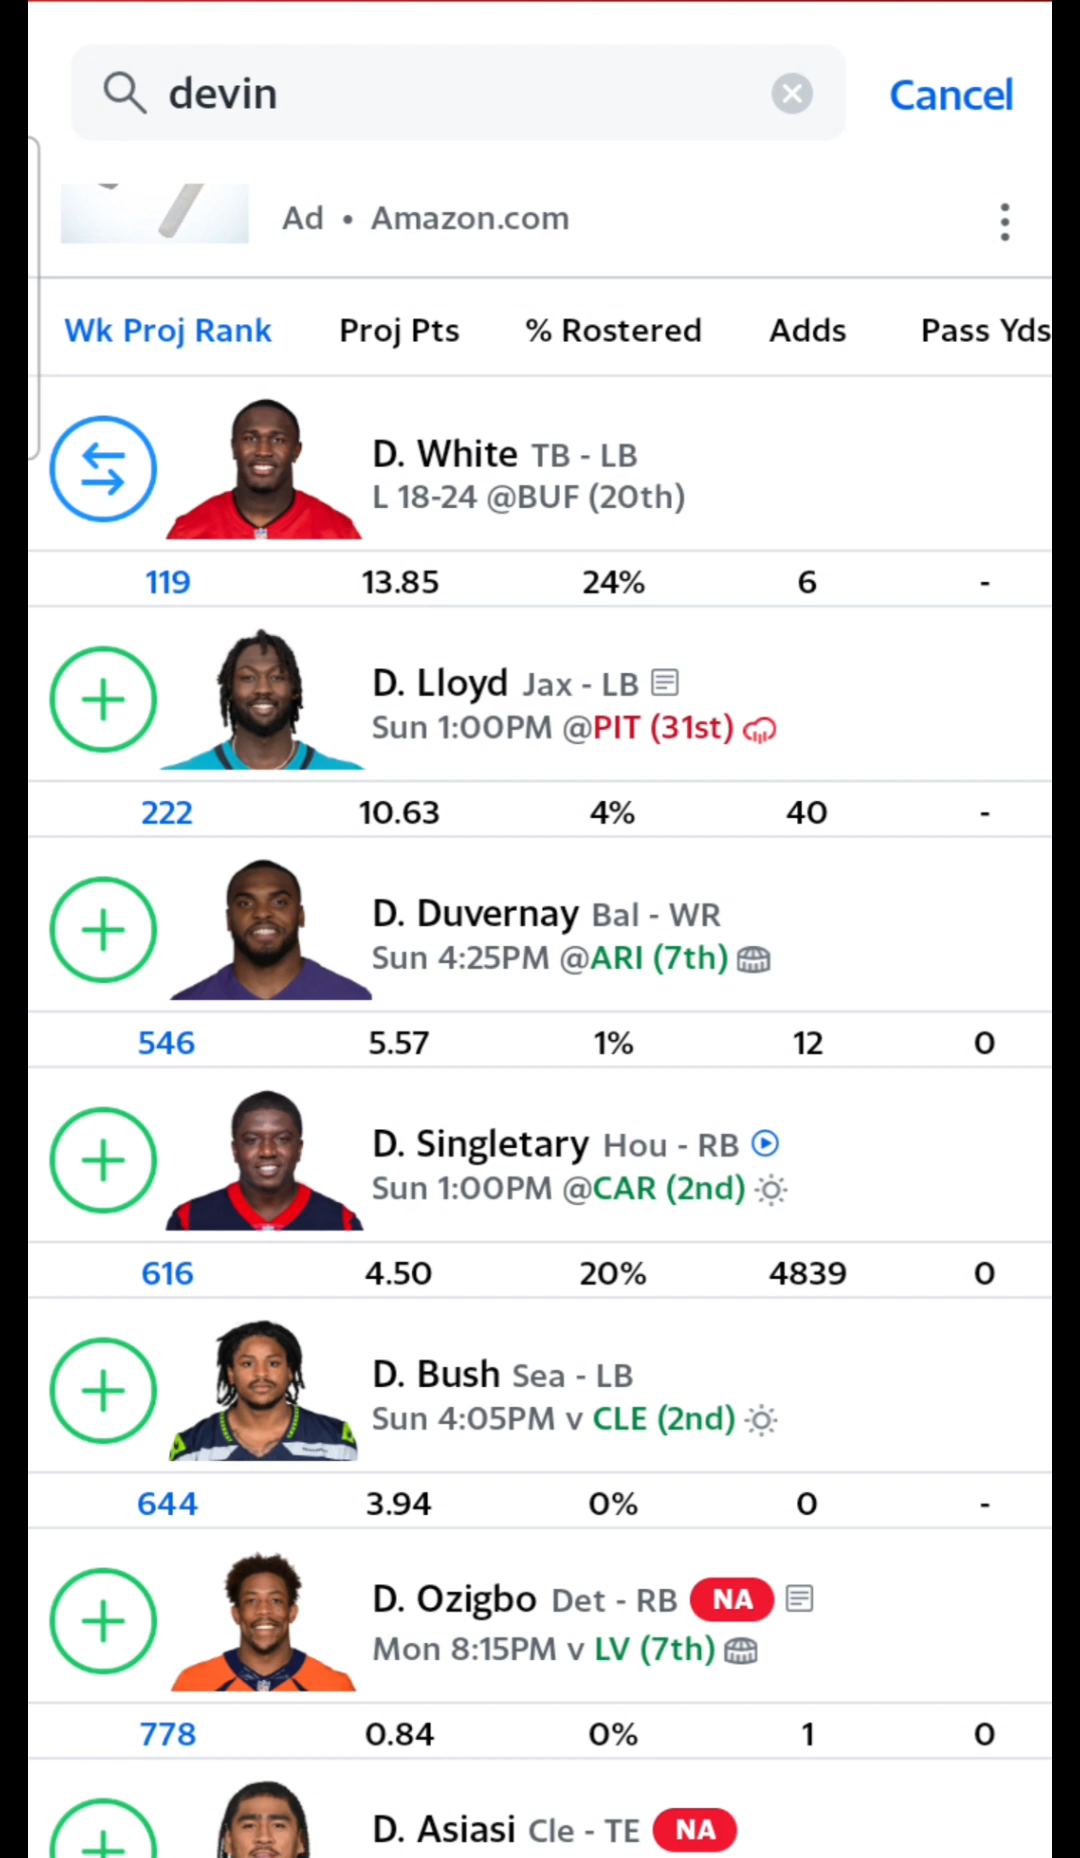 devin
Cancel
Ad • Amazon.com
Wk Proj Rank Proj Pts % Rostered Adds Pass Yds
D. White TB - LB
L 18-24 @BUF (20th)
119 13.85 24% 6 -
D. Lloyd Jax - LB
Sun 1:00PM @PIT (31st)
222 10.63 4% 40 -
D. Duvernay Bal - WR
Sun 4:25PM @ARI (7th)
546 5.57 1% 12 0
D. Singletary Hou - RB
Sun 1:00PM @CAR (2nd)
616 4.50 20% 4839 0
D. Bush Sea - LB
Sun 4:05PM v CLE (2nd)
644 3.94 0% 0 -
D. Ozigbo Det - RB NA
Mon 8:15PM v LV (7th)
778 0.84 0% 1 0
D. Asiasi Cle - TE NA